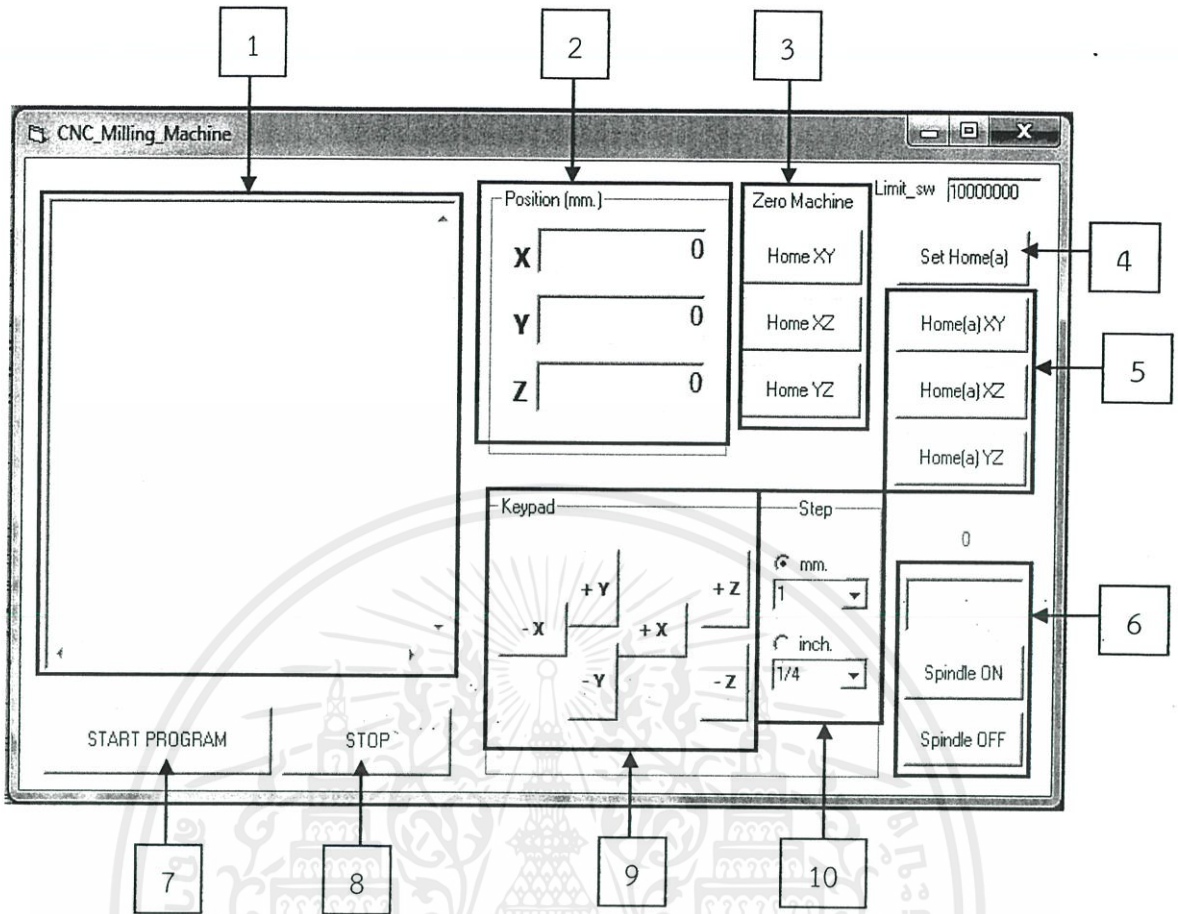 1
2
3
CNC_Milling_Machine
Position (mm.)
X 0
Y 0
Z 0
Zero Machine
Home XY
Home XZ
Home YZ
Limit_sw 10000000
Set Home(a)
4
Home(a) XY
Home(a) XZ
Home(a) YZ
5
Keypad
+Y
+Z
-X
+X
-Y
-Z
Step
mm.
1
inch.
1/4
0
Spindle ON
Spindle OFF
6
START PROGRAM
STOP
7
8
9
10